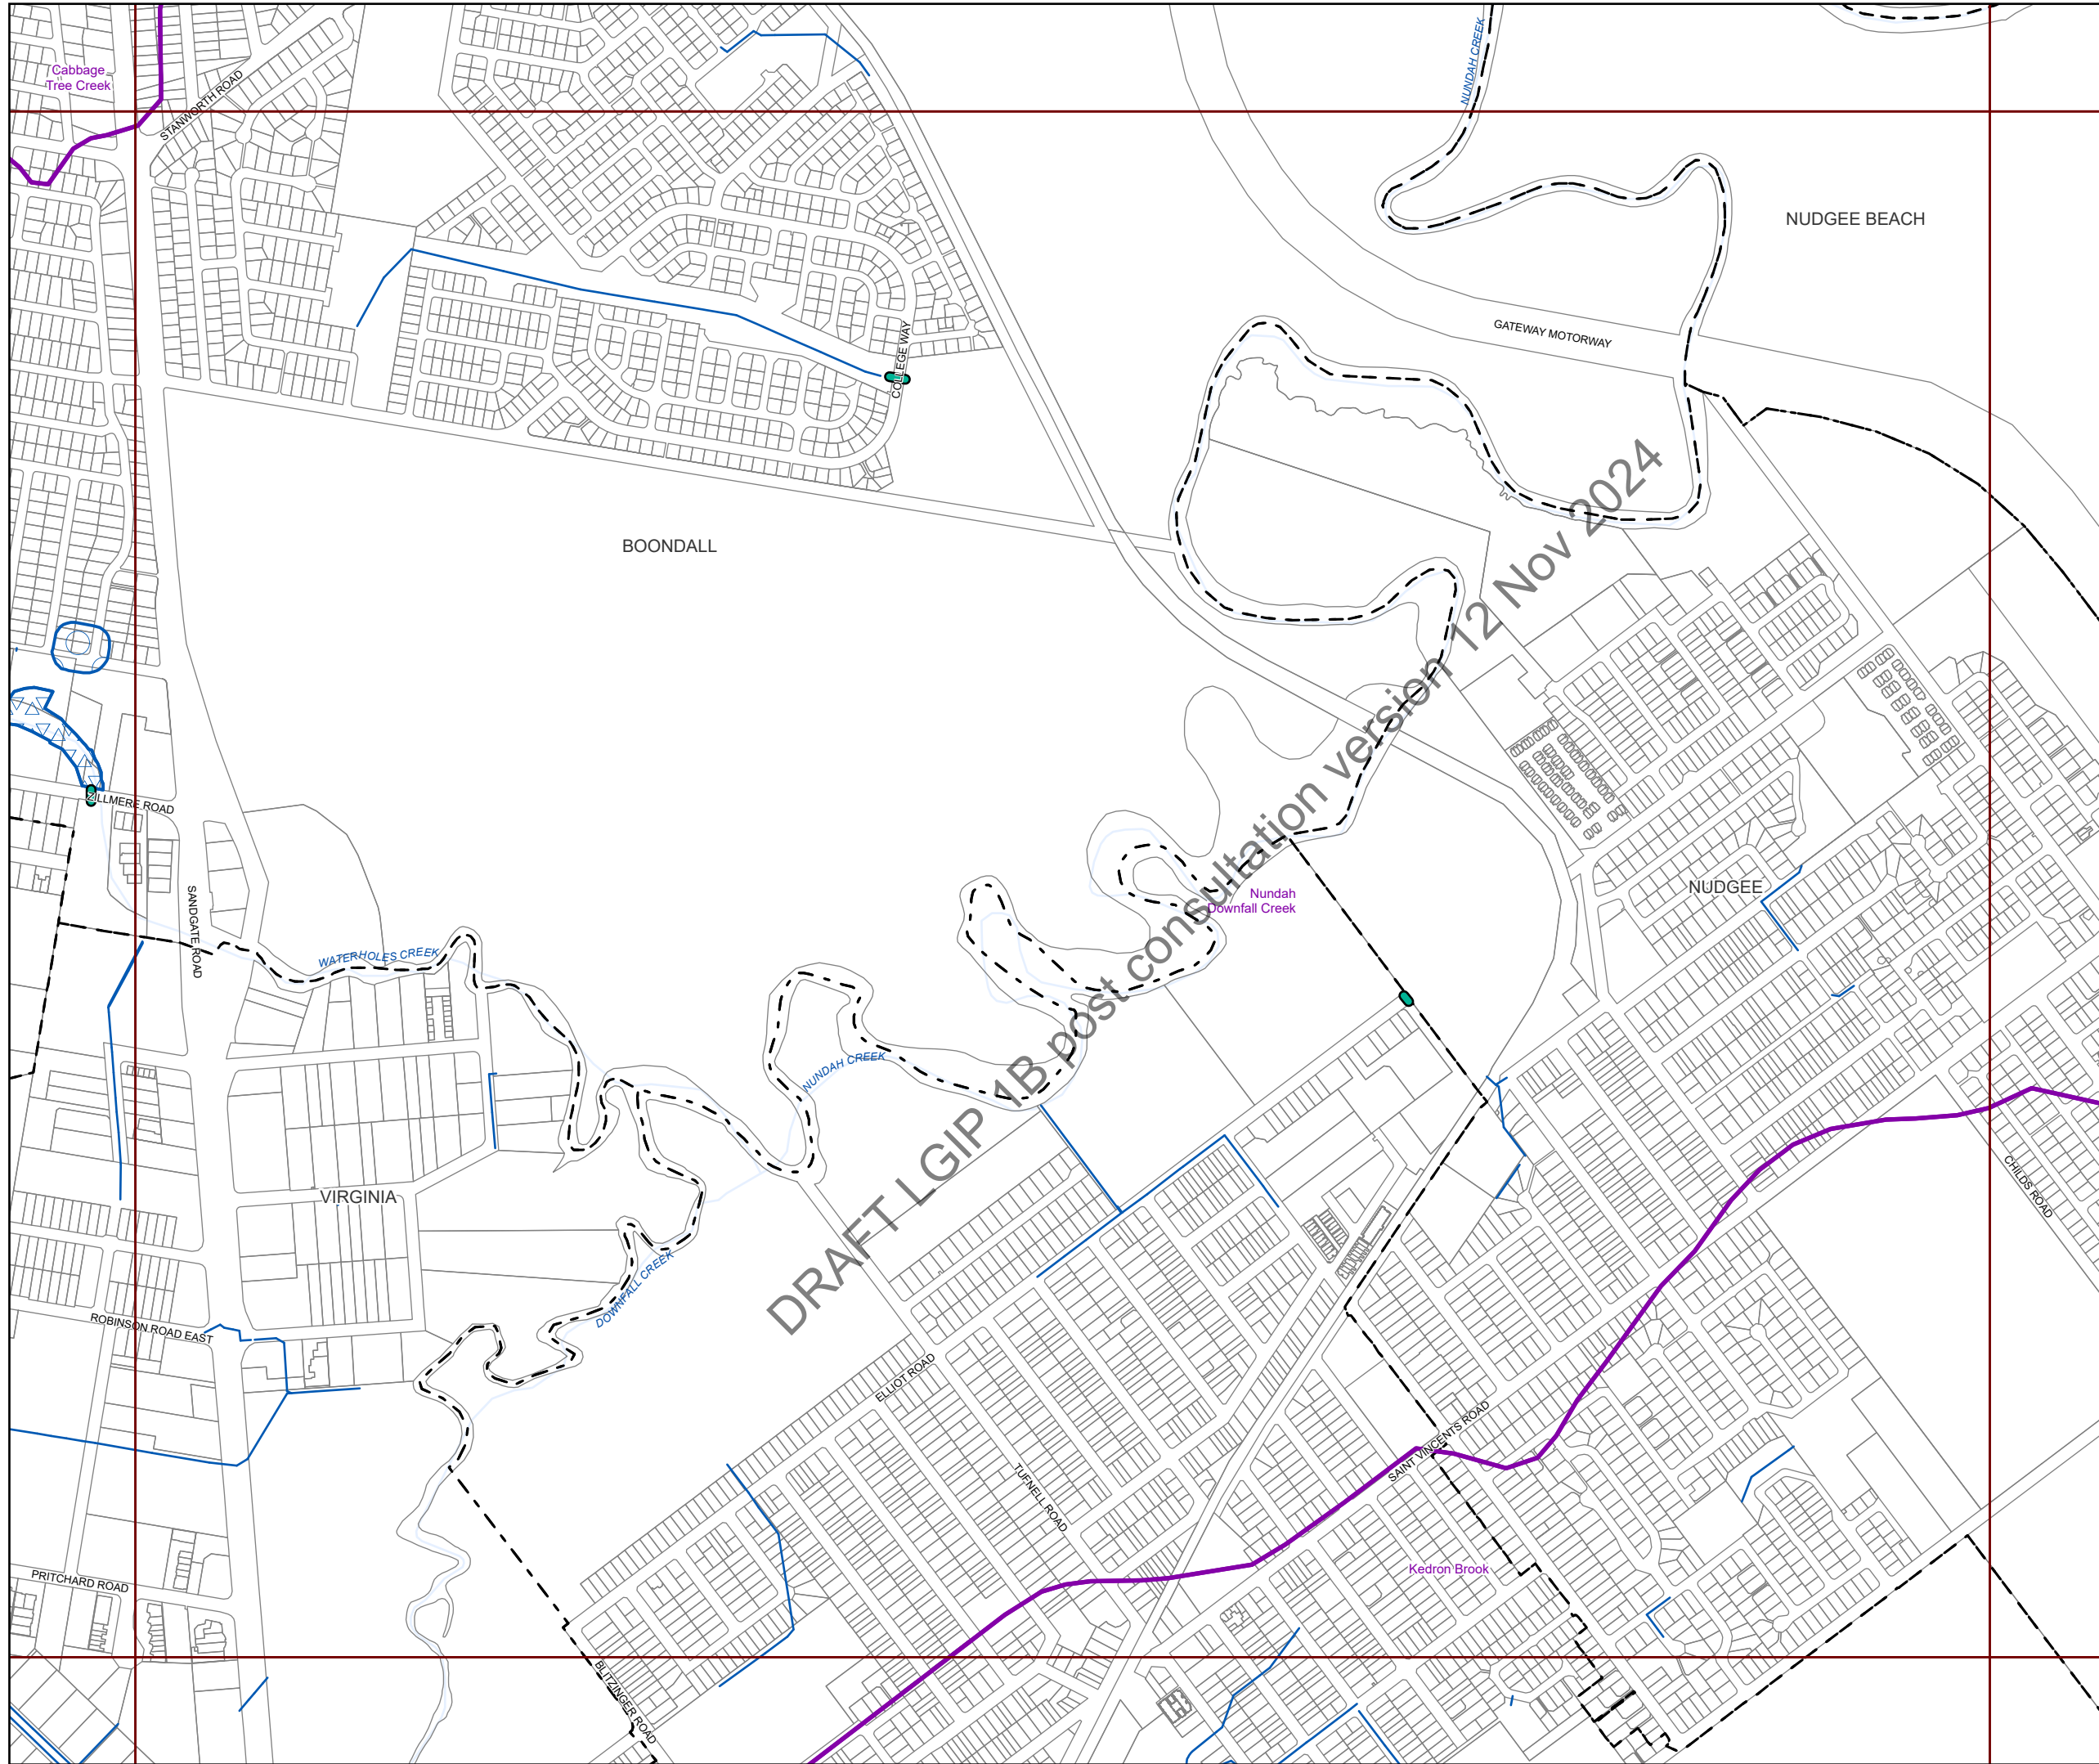 NUNDAH CREEK
Cabbage
Tree Creek
STANWORTH ROAD
NUDGEE BEACH
GATEWAY MOTORWAY
COLLEGE WAY
BOONDALL
DRAFT LGIP 1B post consultation version 12 Nov 2024
ZILLMERE ROAD
SANDGATE ROAD
NUDGEE
Nundah
Downfall Creek
WATERHOLES CREEK
NUNDAH CREEK
VIRGINIA
CHILDS ROAD
DOWNFALL CREEK
ROBINSON ROAD EAST
ELLIOT ROAD
SAINT VINCENTS ROAD
TUFNELL ROAD
Kedron Brook
PRITCHARD ROAD
BLITZINGER ROAD